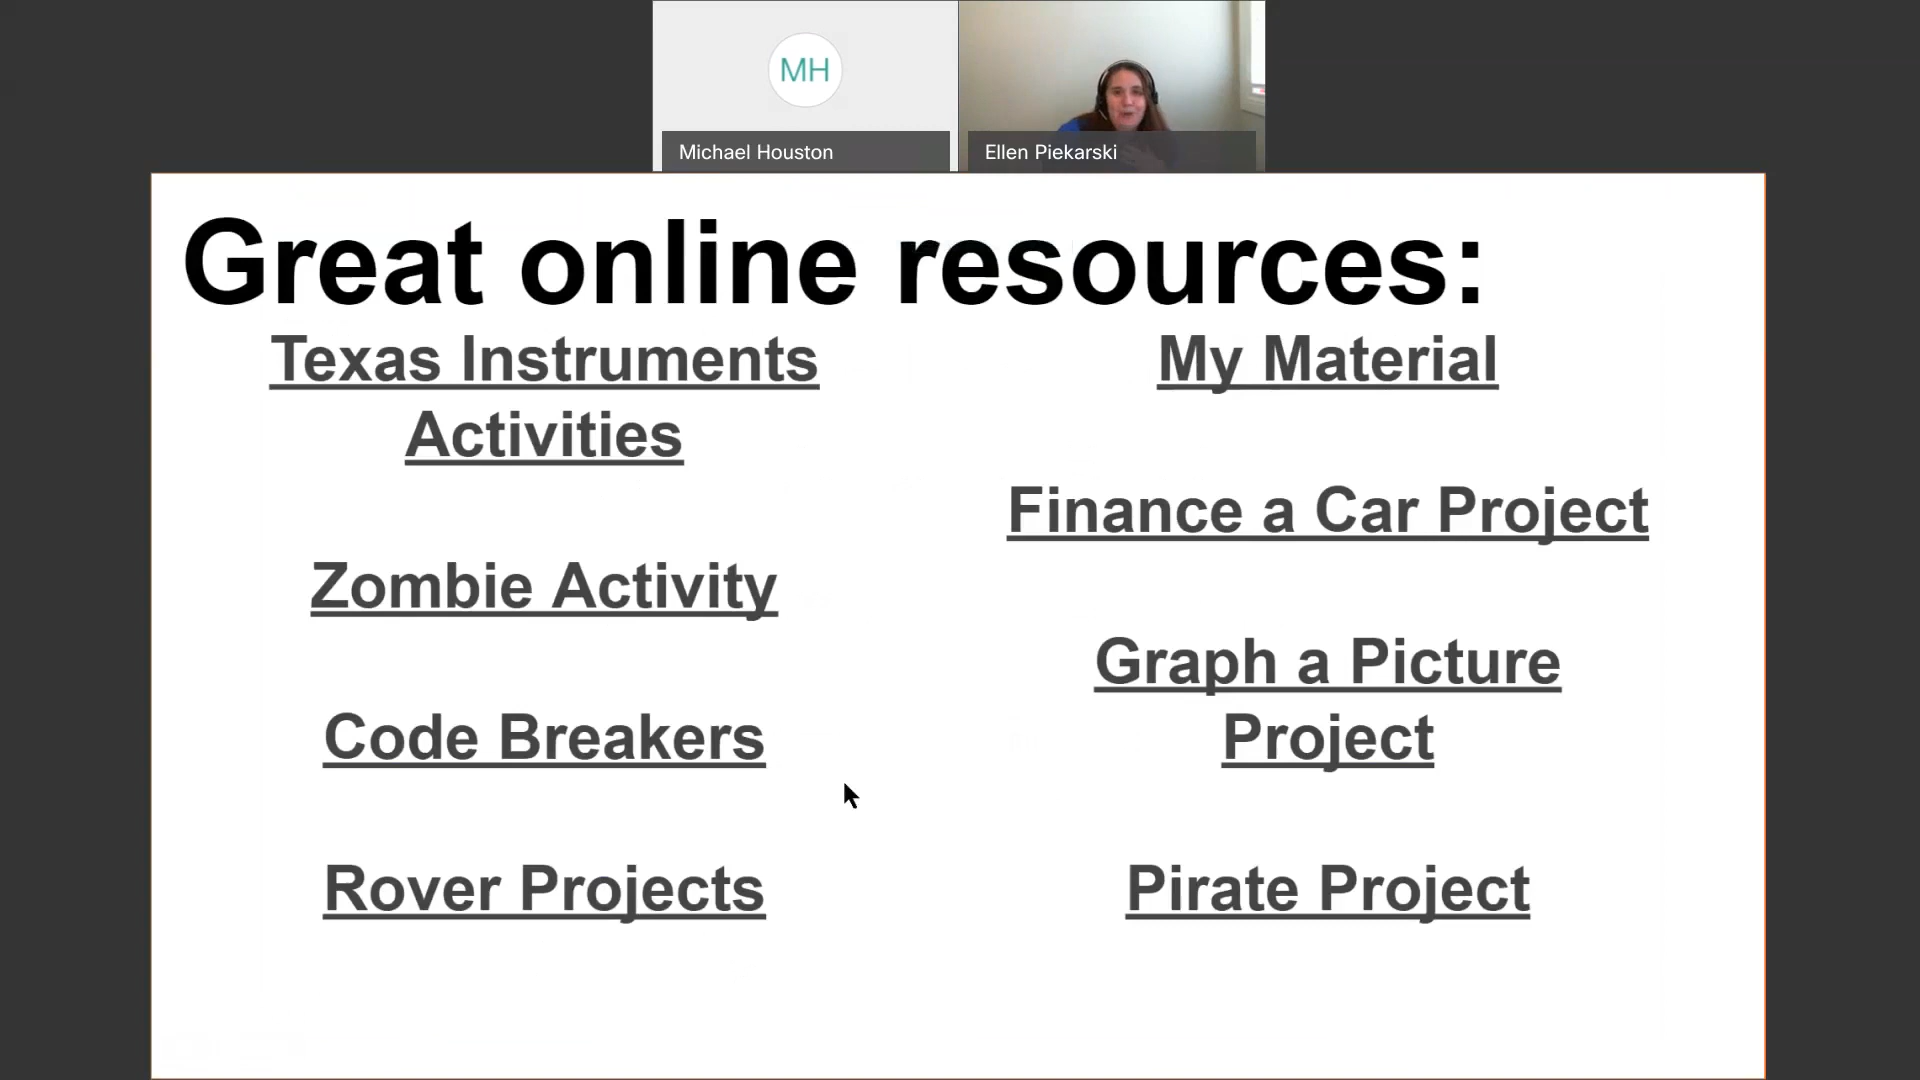 MH
Michael Houston
Ellen Piekarski
Great online resources:
Texas Instruments
Activities
Zombie Activity
Code Breakers
Rover Projects
My Material
Finance a Car Project
Graph a Picture
Project
Pirate Project